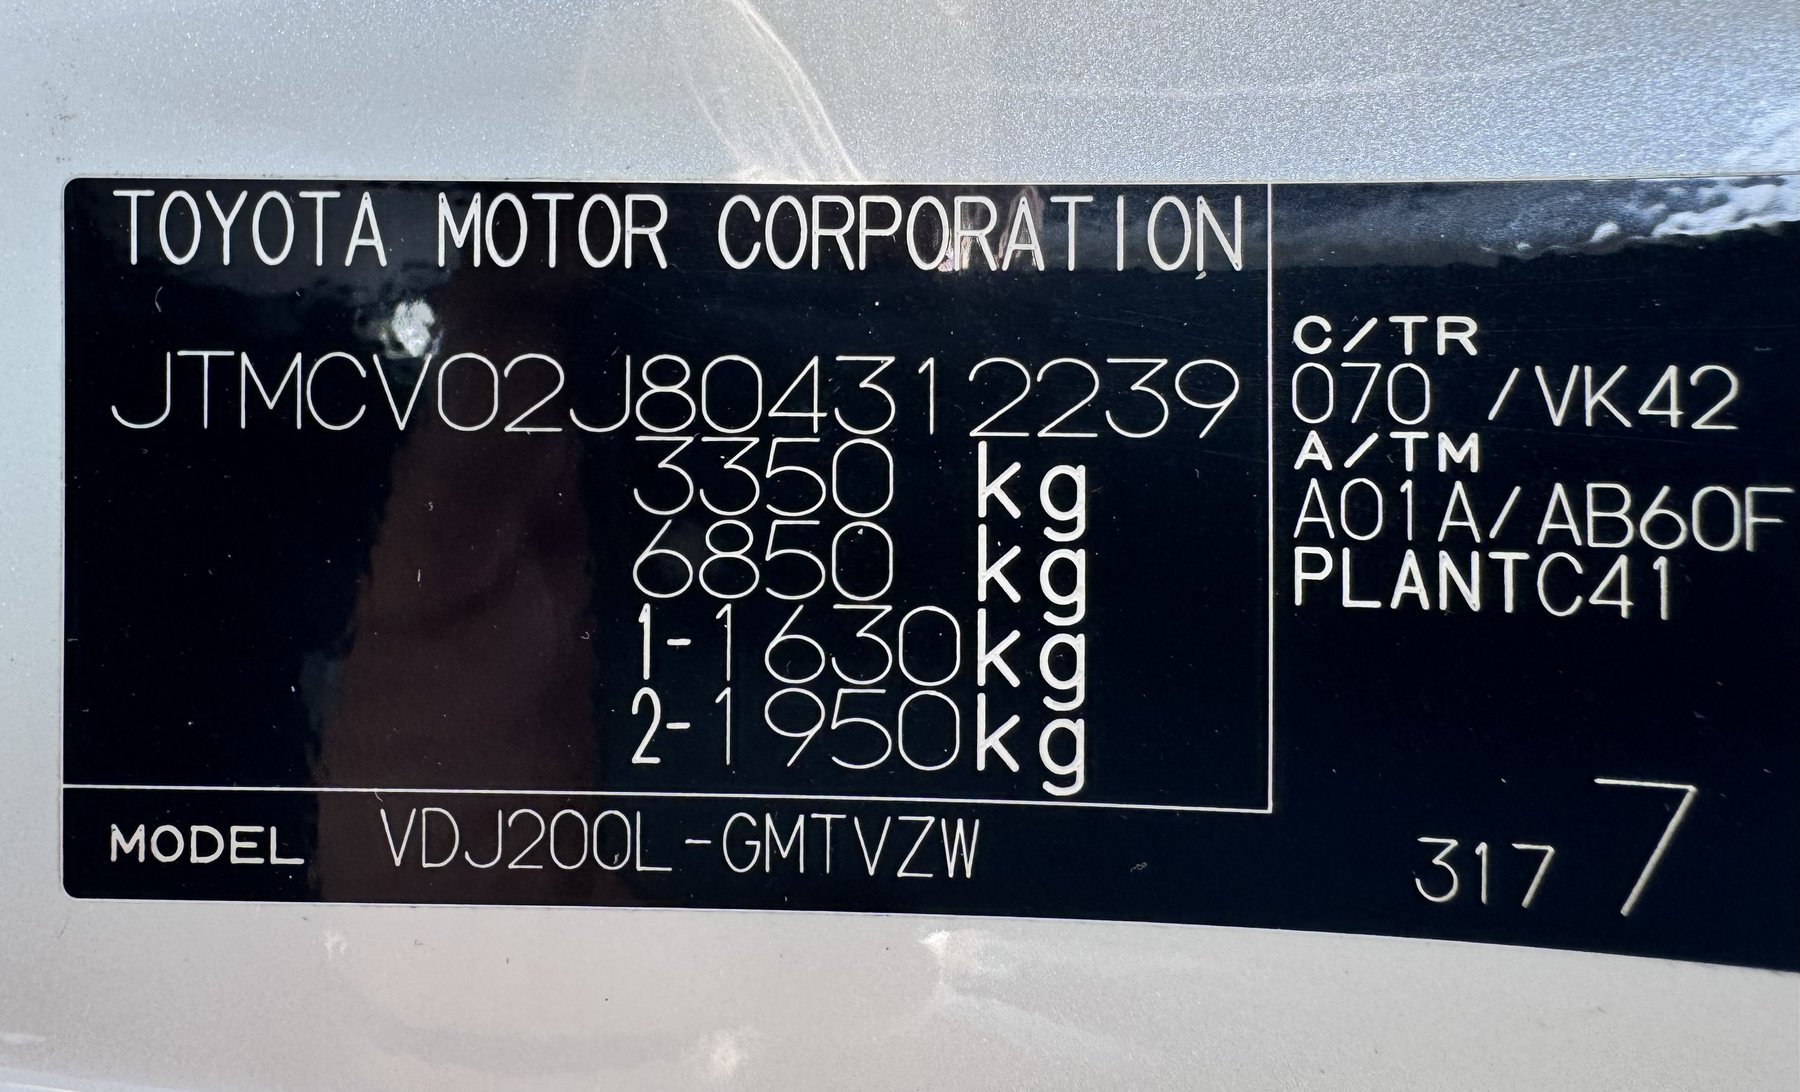 TOYOTA MOTOR CORPORATION
JTMCV02J804312239
3350 kg
6850 kg
1-1630kg
2-1950kg
MODEL VDJ200L-GMTVZW
C/TR
070 /VK42
A/TM
A01A/AB60F
PLANTC41
317 7